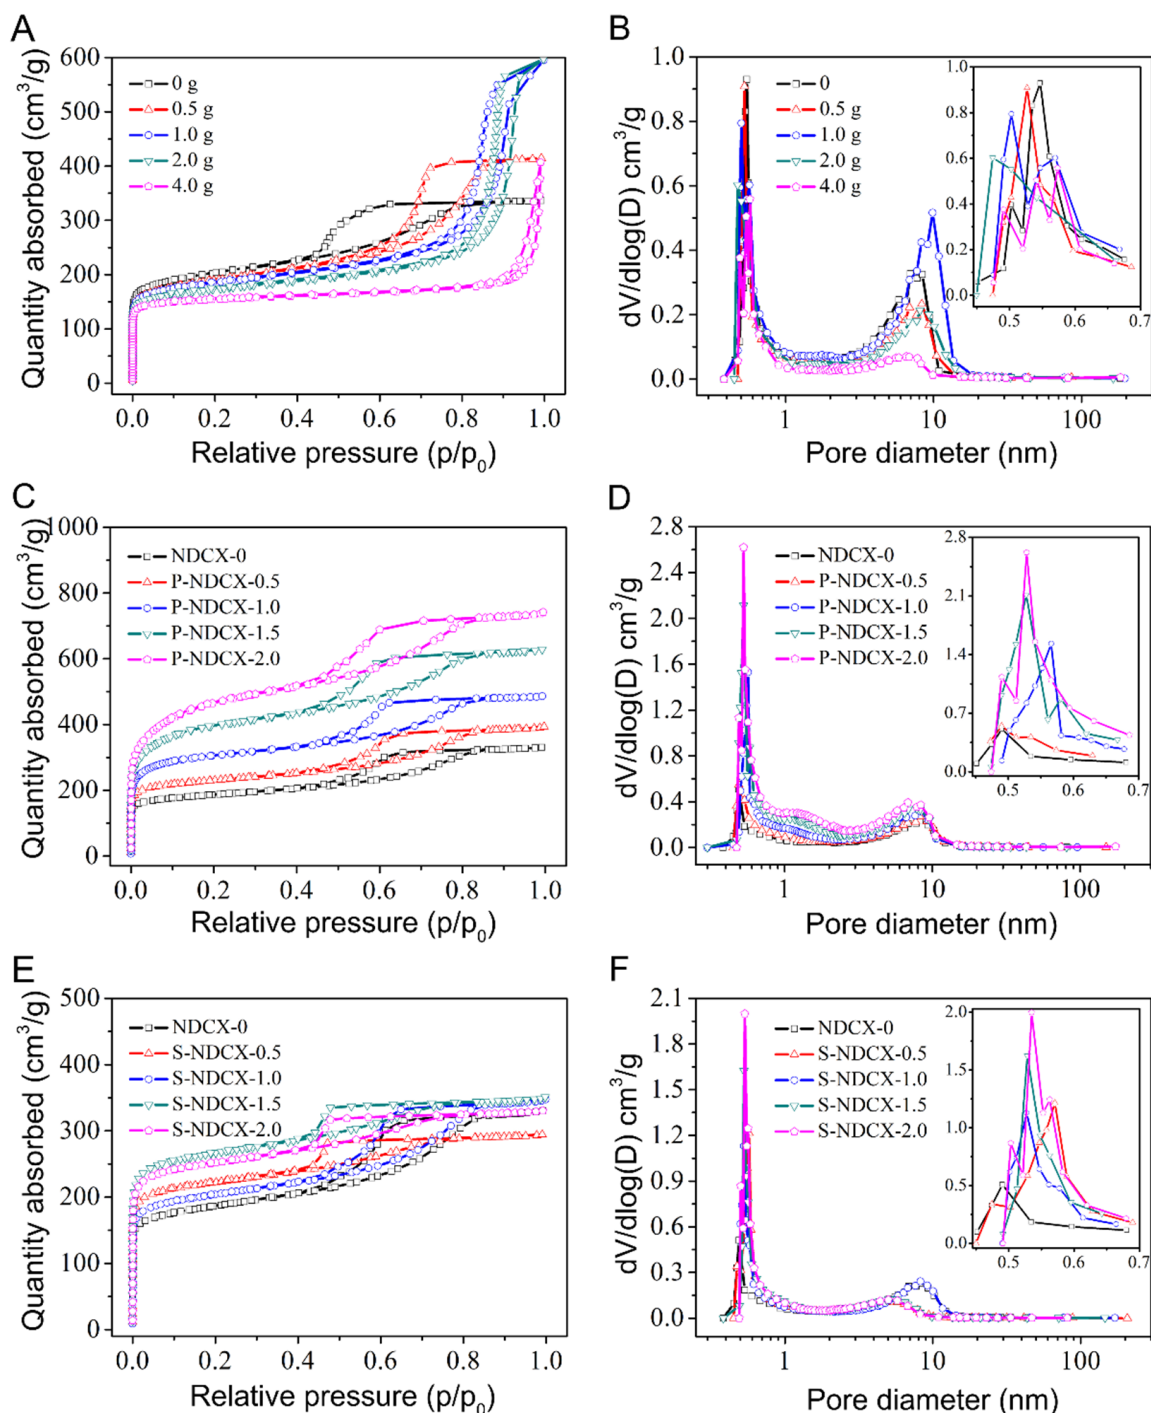 A
Quantity absorbed (cm³/g)
600
500
400
300
200
100
0
0 g
0.5 g
1.0 g
2.0 g
4.0 g
0.0 0.2 0.4 0.6 0.8 1.0
Relative pressure (p/p₀)
B
dV/dlog(D) cm³/g
1.0
0.8
0.6
0.4
0.2
0.0
0
0.5 g
1.0 g
2.0 g
4.0 g
1.0
0.8
0.6
0.4
0.2
0.0
0.5 0.6 0.7
1 10 100
Pore diameter (nm)
C
Quantity absorbed (cm³/g)
1000
800
600
400
200
0
NDCX-0
P-NDCX-0.5
P-NDCX-1.0
P-NDCX-1.5
P-NDCX-2.0
0.0 0.2 0.4 0.6 0.8 1.0
Relative pressure (p/p₀)
D
dV/dlog(D) cm³/g
2.8
2.4
2.0
1.6
1.2
0.8
0.4
0.0
NDCX-0
P-NDCX-0.5
P-NDCX-1.0
P-NDCX-1.5
P-NDCX-2.0
2.8
2.1
1.4
0.7
0.0
0.5 0.6 0.7
1 10 100
Pore diameter (nm)
E
Quantity absorbed (cm³/g)
500
400
300
200
100
0
NDCX-0
S-NDCX-0.5
S-NDCX-1.0
S-NDCX-1.5
S-NDCX-2.0
0.0 0.2 0.4 0.6 0.8 1.0
Relative pressure (p/p₀)
F
dV/dlog(D) cm³/g
2.1
1.8
1.5
1.2
0.9
0.6
0.3
0.0
NDCX-0
S-NDCX-0.5
S-NDCX-1.0
S-NDCX-1.5
S-NDCX-2.0
2.0
1.5
1.0
0.5
0.0
0.5 0.6 0.7
1 10 100
Pore diameter (nm)